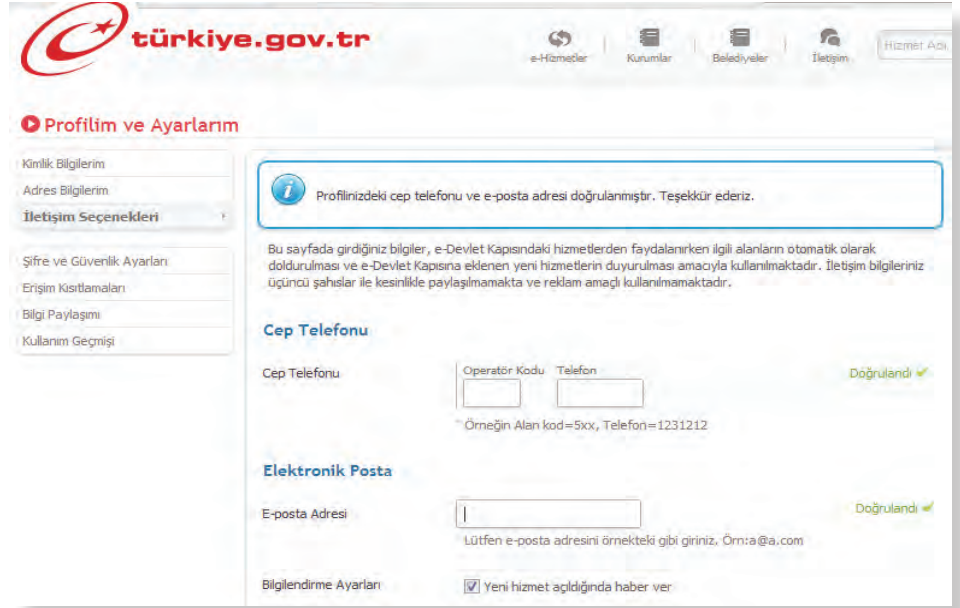 türkiye.gov.tr
e-Hizmetler
Kurumlar
Belediyeler
İletişim
Hizmet Adı
Profilim ve Ayarlarım
Kimlik Bilgilerim
Adres Bilgilerim
İletişim Seçenekleri
Şifre ve Güvenlik Ayarları
Erişim Kısıtlamaları
Bilgi Paylaşımı
Kullanım Geçmişi
Profilinizdeki cep telefonu ve e-posta adresi doğrulanmıştır. Teşekkür ederiz.
Bu sayfada girdiğiniz bilgiler, e-Devlet Kapısındaki hizmetlerden faydalanırken ilgili alanların otomatik olarak
doldurulması ve e-Devlet Kapısına eklenen yeni hizmetlerin duyurulması amacıyla kullanılmaktadır. İletişim bilgileriniz
üçüncü şahıslar ile kesinlikle paylaşılmamakta ve reklam amaçlı kullanılmamaktadır.
Cep Telefonu
Cep Telefonu
Operatör Kodu Telefon
Doğrulandı
Örneğin Alan kod=5xx, Telefon=1231212
Elektronik Posta
E-posta Adresi
Doğrulandı
Lütfen e-posta adresini örnekteki gibi giriniz. Örn:a@a.com
Bilgilendirme Ayarları
Yeni hizmet açıldığında haber ver